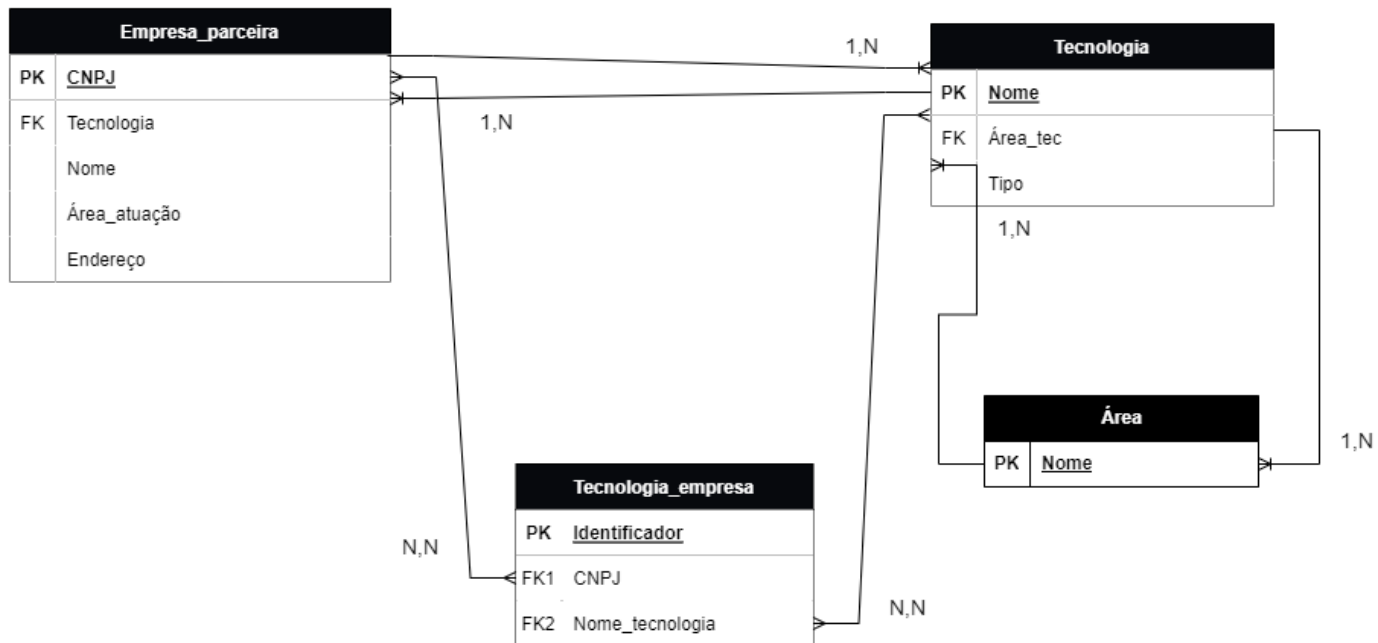 Empresa_parceira
PK CNPJ
FK Tecnologia
Nome
Área_atuação
Endereço
1,N
1,N
Tecnologia
PK Nome
FK Área_tec
Tipo
1,N
1,N
Área
PK Nome
Tecnologia_empresa
PK Identificador
FK1 CNPJ
FK2 Nome_tecnologia
N,N
N,N